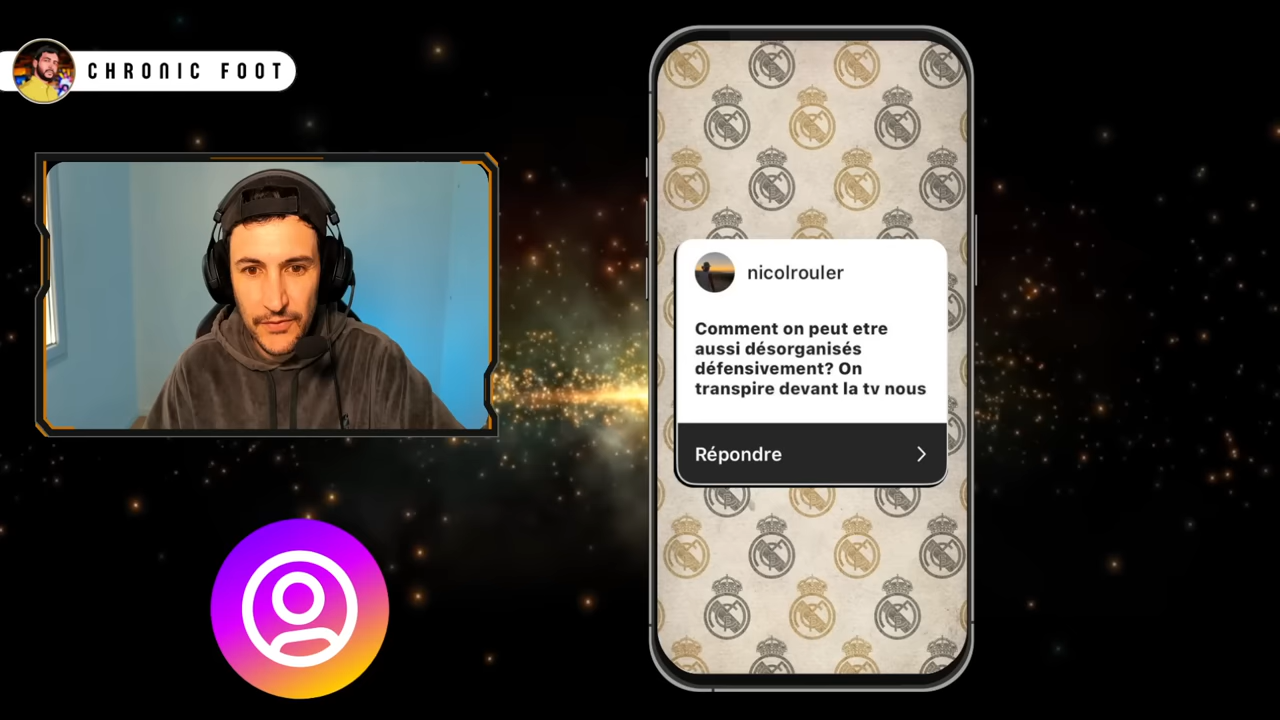 CHRONIC FOOT
nicolrouler
Comment on peut etre
aussi désorganisés
défensivement? On
transpire devant la tv nous
Répondre